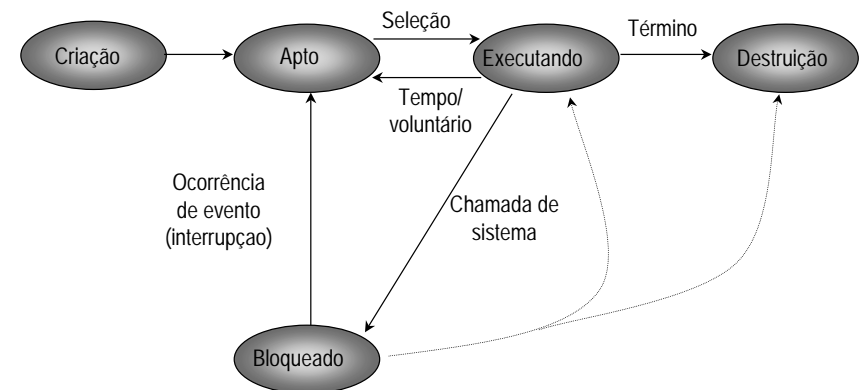 Criação
Apto
Seleção
Executando
Término
Destruição
Tempo/
voluntário
Ocorrência
de evento
(interrupçao)
Chamada de
sistema
Bloqueado